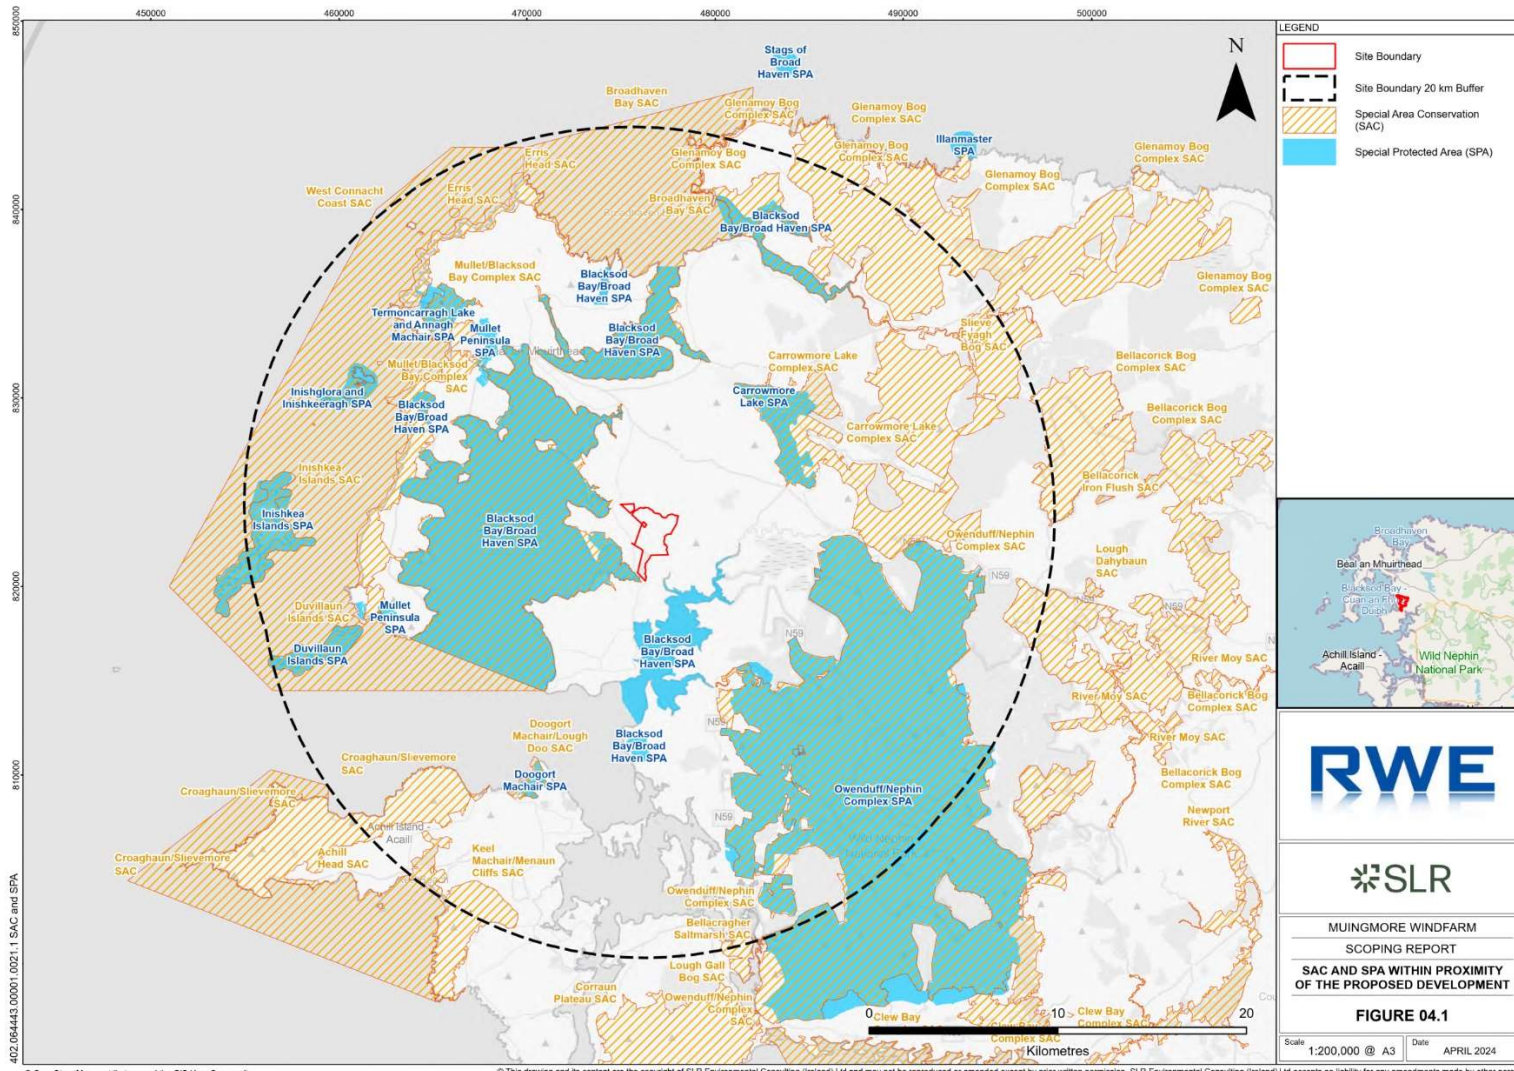 450000
460000
470000
480000
490000
500000
850000
840000
830000
820000
810000
N
Stags of
Broad
Haven SPA
Broadhaven
Bay SAC
Glenamoy Bog
Complex SAC
Glenamoy Bog
Complex SAC
Illanmaster
SPA
Glenamoy Bog
Complex SAC
Glenamoy Bog
Complex SAC
Glenamoy Bog
Complex SAC
Glenamoy Bog
Complex SAC
Erris
Head SAC
Erris
Head SAC
West Connacht
Coast SAC
Broadhaven
Bay SAC
Blacksod
Bay/Broad Haven SPA
Mullet/Blacksod
Bay Complex SAC
Blacksod
Bay/Broad
Haven SPA
Glenamoy Bog
Complex SAC
Termoncarragh Lake
and Annagh
Machair SPA
Mullet
Peninsula
SPA
Blacksod
Bay/Broad
Haven SPA
Slieve
Fyagh
Bog SAC
Mullet/Blacksod
Bay Complex
SAC
Carrowmore Lake
Complex SAC
Bellacorick Bog
Complex SAC
Inishglora and
Inishkeeragh SPA
Carrowmore
Lake SPA
Blacksod
Bay/Broad
Haven SPA
Bellacorick Bog
Complex SAC
Carrowmore Lake
Complex SAC
Inishkea
Islands SAC
Bellacorick
Iron Flush SAC
Inishkea
Islands SPA
Blacksod
Bay/Broad
Haven SPA
Owenduff/Nephin
Complex SAC
Lough
Dahybaun
SAC
N59
N59
N59
N59
Duvillaun
Islands SAC
Mullet
Peninsula
SPA
Duvillaun
Islands SPA
Blacksod
Bay/Broad
Haven SPA
River Moy SAC
River Moy SAC
Bellacorick Bog
Complex SAC
N59
Doogort
Machair/Lough
Doo SAC
Blacksod
Bay/Broad
Haven SPA
River Moy SAC
Croaghaun/Slievemore
SAC
Doogort
Machair SPA
Bellacorick Bog
Complex SAC
Croaghaun/Slievemore
SAC
Owenduff/Nephin
Complex SPA
Newport
River SAC
N59
Achill Island -
Acaill
Wild Nephin
National Park
Croaghaun/Slievemore
SAC
Achill
Head SAC
Keel
Machair/Menaun
Cliffs SAC
Owenduff/Nephin
Complex SAC
Bellacragher
Saltmarsh SAC
Lough Gall
Bog SAC
Corraun
Plateau SAC
Owenduff/Nephin
Complex
SAC
Clew Bay
Clew Bay
Complex SAC
Clew Bay
Complex SAC
0
10
20
Kilometres
402.064443.00001.0021.1 SAC and SPA
LEGEND
Site Boundary
Site Boundary 20 km Buffer
Special Area Conservation
(SAC)
Special Protected Area (SPA)
Broadhaven
Bay
Béal an Mhuirthead
Blacksod Bay
Achill Island -
Acaill
Wild Nephin
National Park
RWE
SLR
MUINGMORE WINDFARM
SCOPING REPORT
SAC AND SPA WITHIN PROXIMITY
OF THE PROPOSED DEVELOPMENT
FIGURE 04.1
Scale
1:200,000 @ A3
Date
APRIL 2024